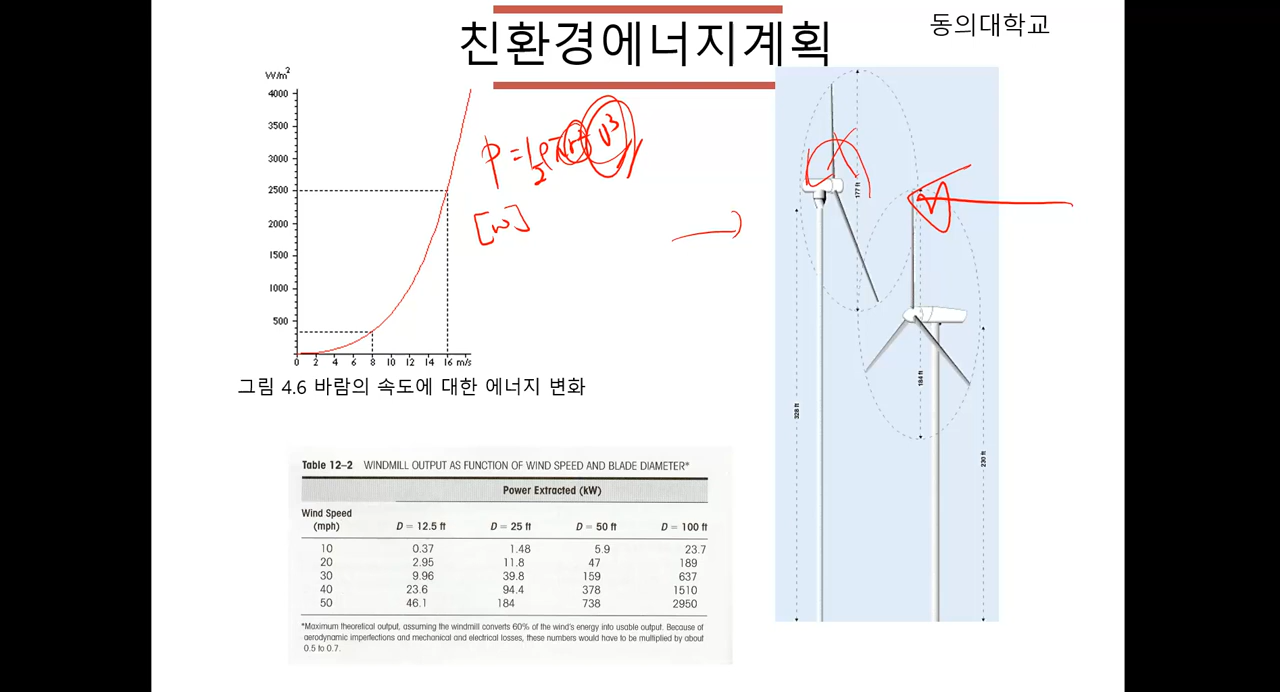 친환경에너지계획
동의대학교
W/m²
4000
3500
3000
2500
2000
1500
1000
500
0 2 4 6 8 10 12 14 16 m/s
[W]
그림 4.6 바람의 속도에 대한 에너지 변화
177 ft
184 ft
328 ft
230 ft
Table 12–2 WINDMILL OUTPUT AS FUNCTION OF WIND SPEED AND BLADE DIAMETER*
Power Extracted (kW)
Wind Speed
(mph) D = 12.5 ft D = 25 ft D = 50 ft D = 100 ft
10 0.37 1.48 5.9 23.7
20 2.95 11.8 47 189
30 9.96 39.8 159 637
40 23.6 94.4 378 1510
50 46.1 184 738 2950
*Maximum theoretical output, assuming the windmill converts 60% of the wind's energy into usable output. Because of
aerodynamic imperfections and mechanical and electrical losses, these numbers would have to be multiplied by about
0.5 to 0.7.